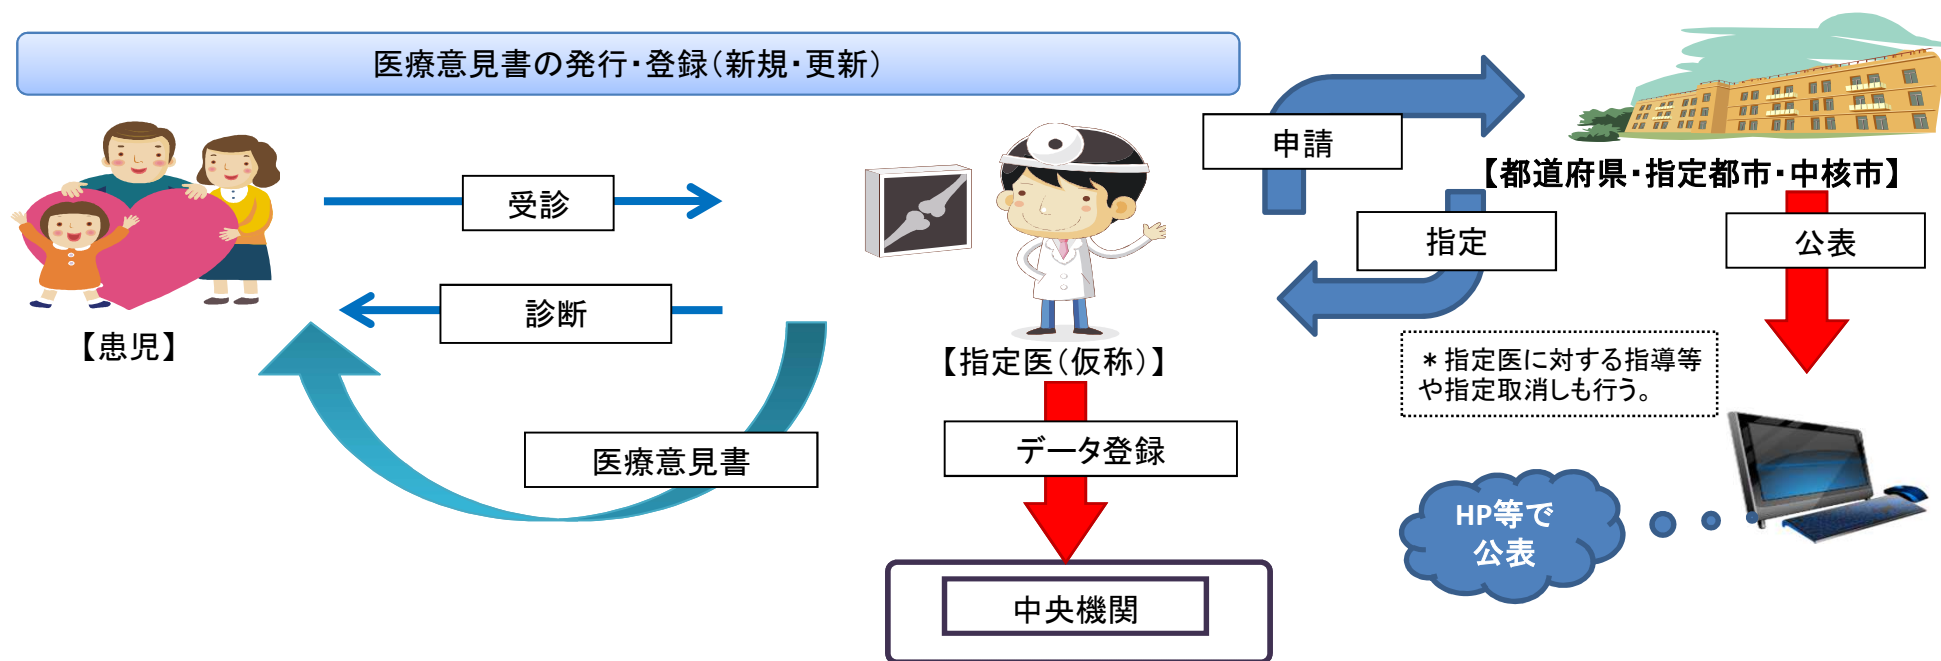 医療意見書の発行・登録（新規・更新）
申請
【都道府県・指定都市・中核市】
受診
指定
公表
診断
【患児】
【指定医（仮称）】
＊指定医に対する指導等
や指定取消しも行う。
医療意見書
データ登録
HP等で
公表
中央機関